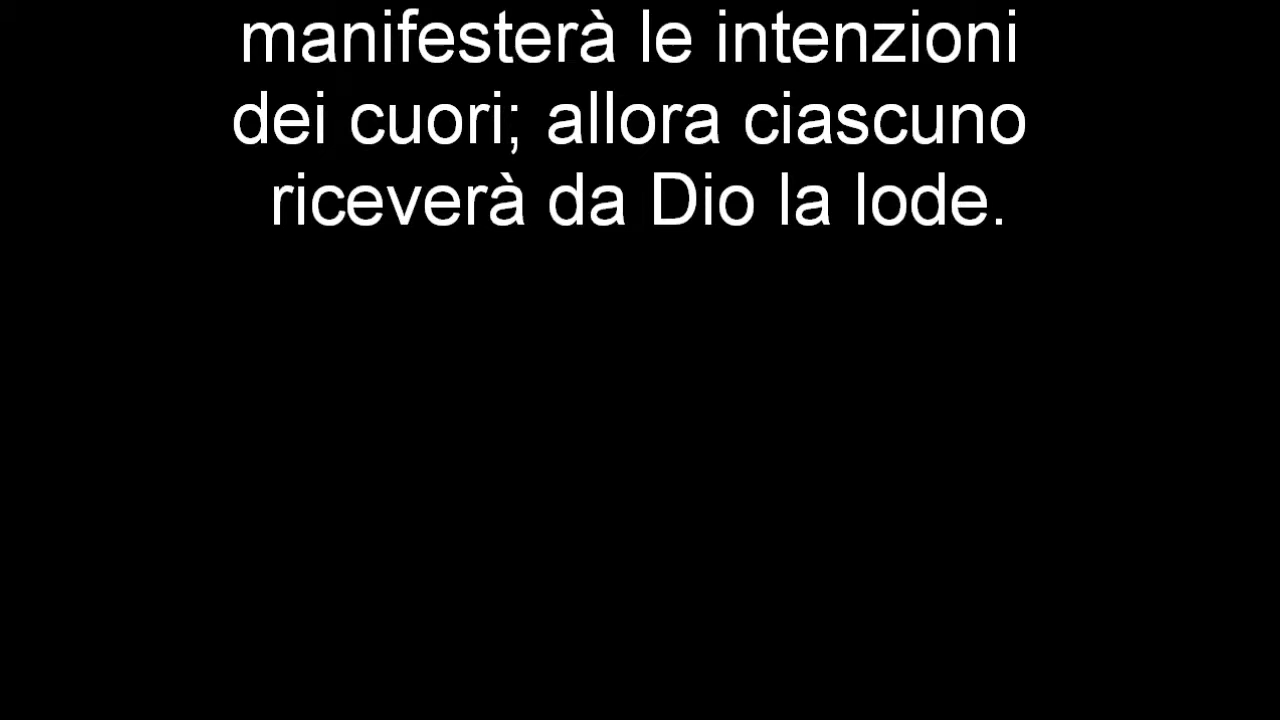 manifesterà le intenzioni
dei cuori; allora ciascuno
riceverà da Dio la lode.